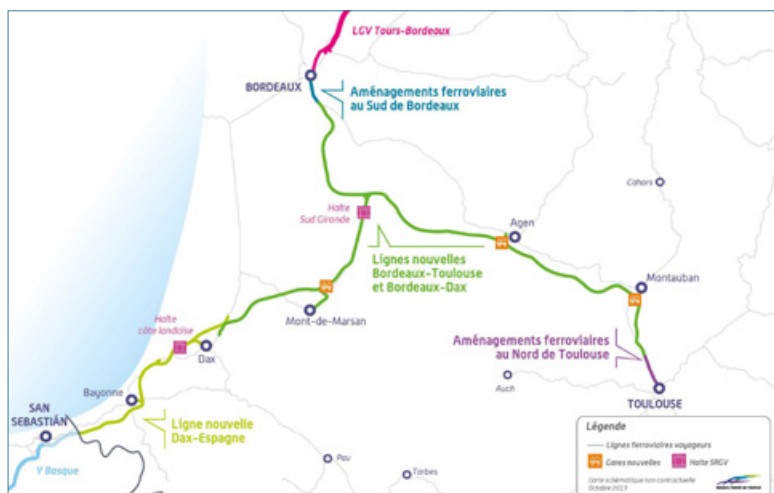 LGV Tours-Bordeaux
BORDEAUX
Aménagements ferroviaires
au Sud de Bordeaux
Cahors
Halte
Sud Gironde
Agen
Lignes nouvelles
Bordeaux-Toulouse
et Bordeaux-Dax
Montauban
Mont-de-Marsan
Halte
côte landaise
Dax
Aménagements ferroviaires
au Nord de Toulouse
Auch
TOULOUSE
Bayonne
SAN
SEBASTIÁN
Ligne nouvelle
Dax-Espagne
Y Basque
Pau
Tarbes
Légende
Lignes ferroviaires voyageurs
Gares nouvelles
Halte SRGV
Carte schématique non contractuelle
Octobre 2013